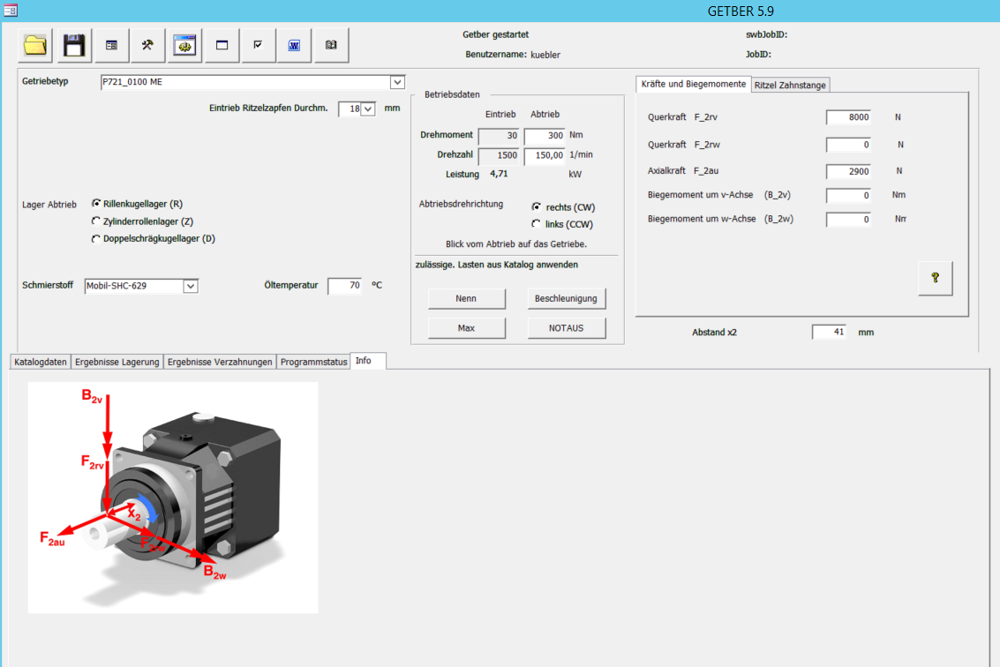 GETBER 5.9
Getber gestartet
swbJobID:
Benutzername: kuebler
JobID:
Getriebetyp P721_0100 ME
Eintrieb Ritzelzapfen Durchm. 18 mm
Lager Abtrieb
Rillenkugellager (R)
Zylinderrollenlager (Z)
Doppelschrägkugellager (D)
Schmierstoff Mobil-SHC-629
Öltemperatur 70 °C
Betriebsdaten
Eintrieb Abtrieb
Drehmoment 30 300 Nm
Drehzahl 1500 150,00 1/min
Leistung 4,71 kW
Abtriebsdrehrichtung
rechts (CW)
links (CCW)
Blick vom Abtrieb auf das Getriebe.
zulässige. Lasten aus Katalog anwenden
Nenn Beschleunigung
Max NOTAUS
Kräfte und Biegemomente Ritzel Zahnstange
Querkraft F_2rv 8000 N
Querkraft F_2rw 0 N
Axialkraft F_2au 2900 N
Biegemoment um v-Achse (B_2v) 0 Nm
Biegemoment um w-Achse (B_2w) 0 Nm
?
Abstand x2 41 mm
Katalogdaten Ergebnisse Lagerung Ergebnisse Verzahnungen Programmstatus Info
B2v
F2rv
x2
F2au
F2rw
B2w